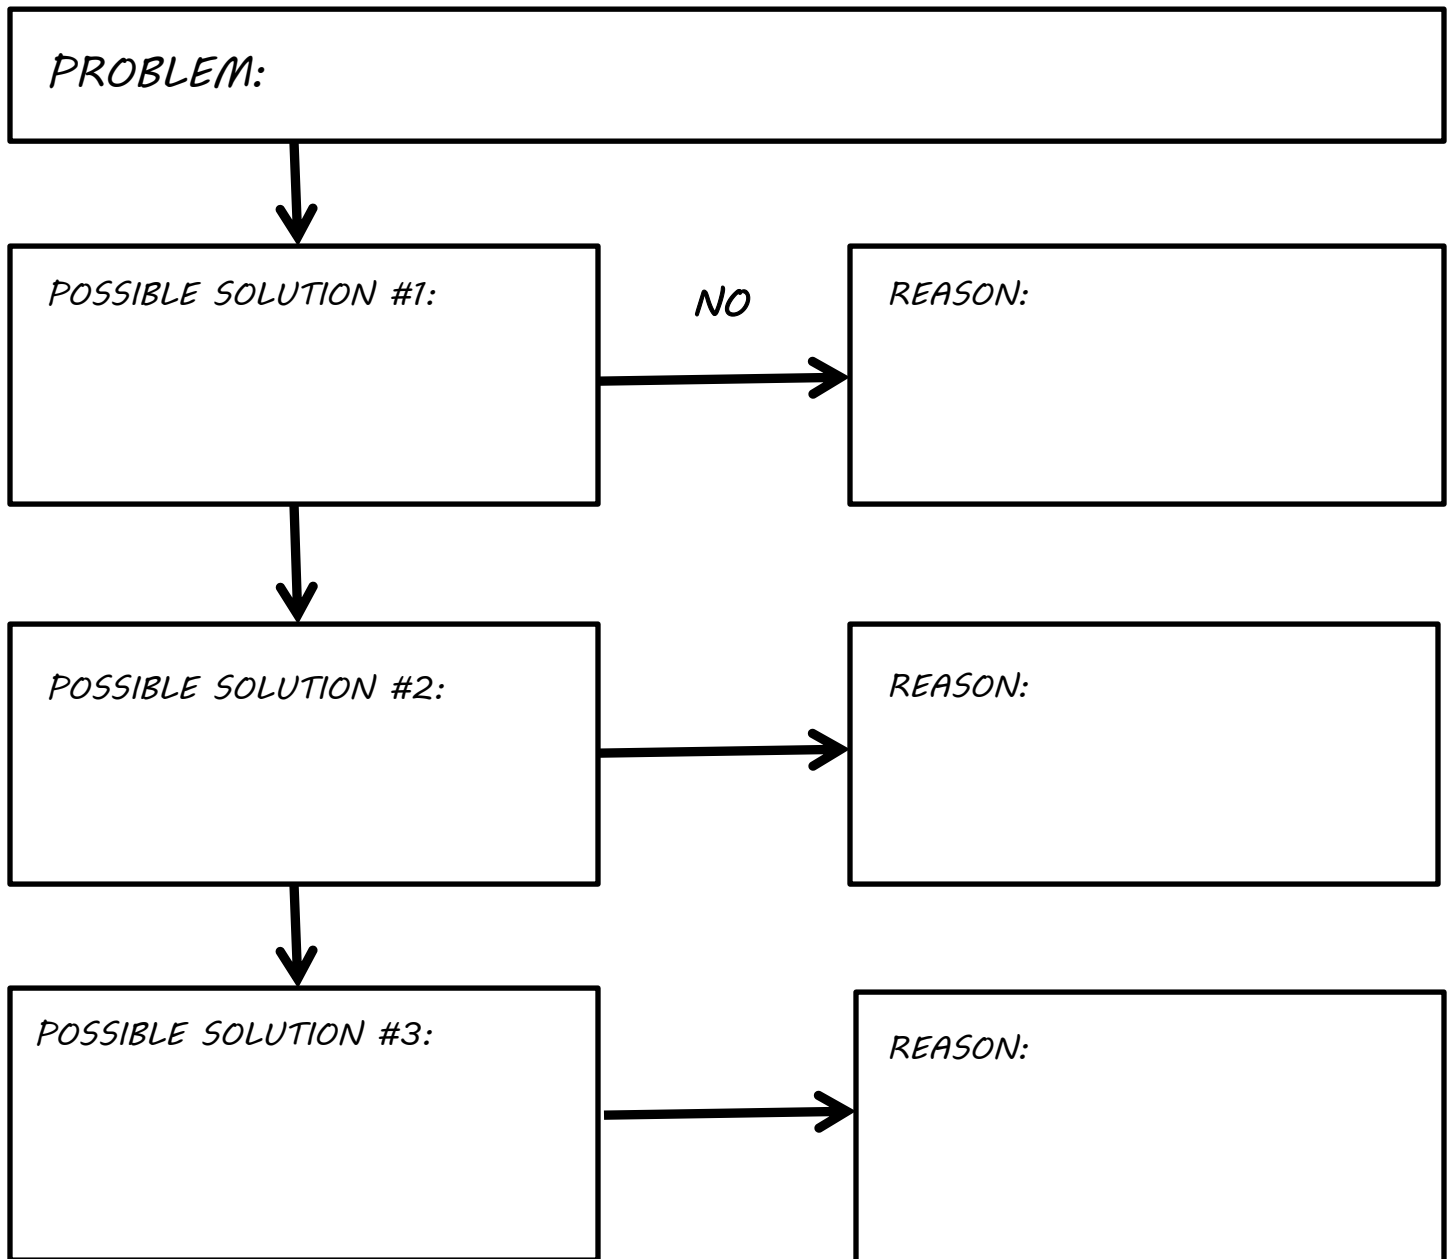 PROBLEM:
POSSIBLE SOLUTION #1:
NO
REASON:
POSSIBLE SOLUTION #2:
REASON:
POSSIBLE SOLUTION #3:
REASON: